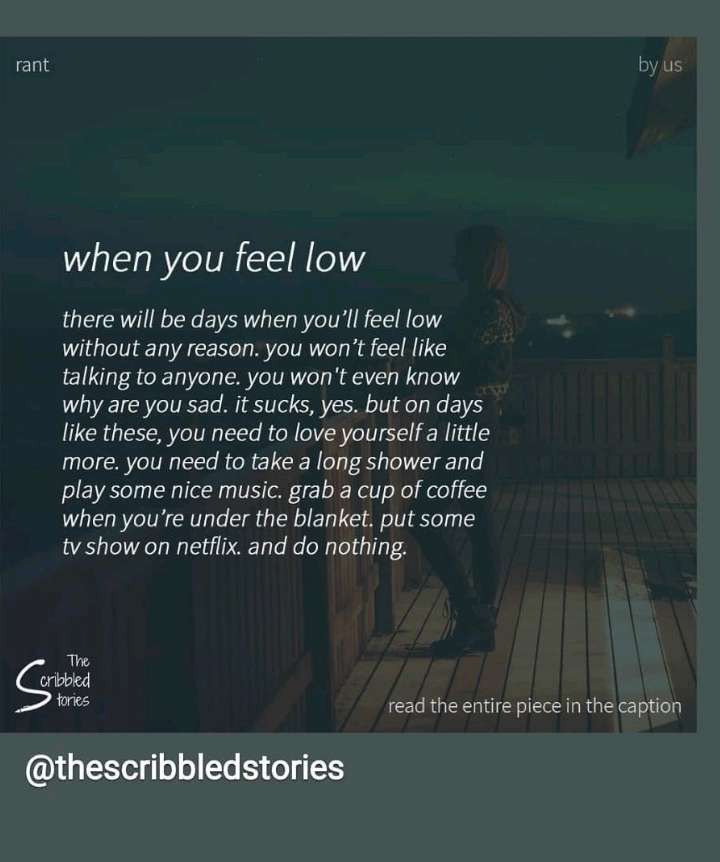 rant
by us
when you feel low
there will be days when you'll feel low
without any reason. you won't feel like
talking to anyone. you won't even know
why are you sad. it sucks, yes. but on days
like these, you need to love yourself a little
more. you need to take a long shower and
play some nice music. grab a cup of coffee
when you're under the blanket. put some
tv show on netflix. and do nothing.
The
Scribbled
Stories
read the entire piece in the caption
@thescribbledstories